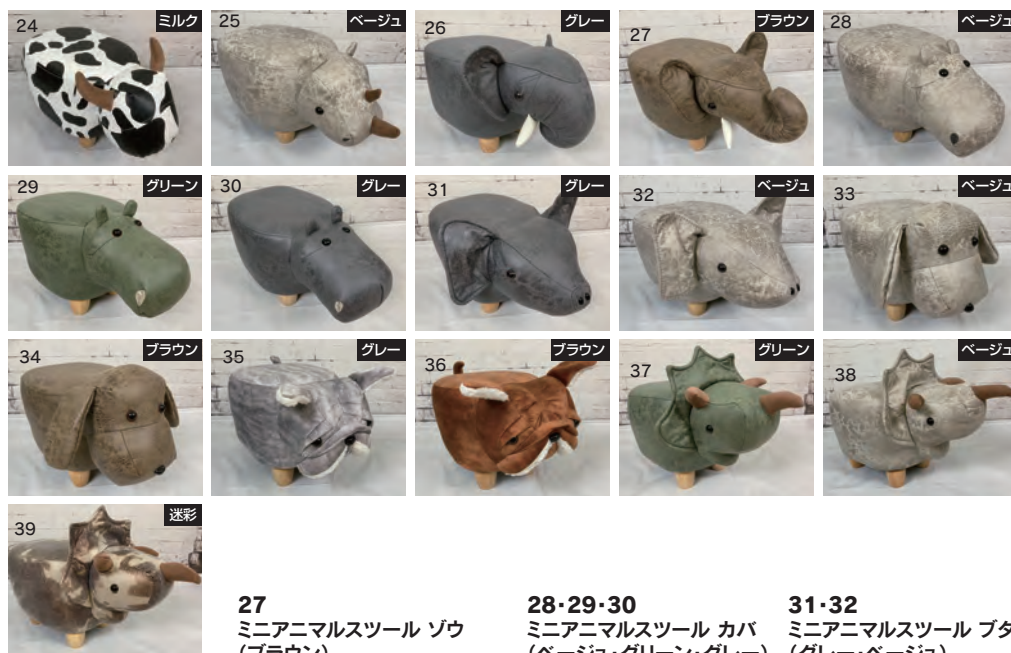 24 ミルク
25 ベージュ
26 グレー
27 ブラウン
28 ベージュ
29 グリーン
30 グレー
31 グレー
32 ベージュ
33 ベージュ
34 ブラウン
35 グレー
36 ブラウン
37 グリーン
38 ベージュ
39 迷彩
27
ミニアニマルスツール ゾウ
（ブラウン）
28・29・30
ミニアニマルスツール カバ
（ベージュ・グリーン・グレー）
31・32
ミニアニマルスツール ブタ
（グレー・ベージュ）